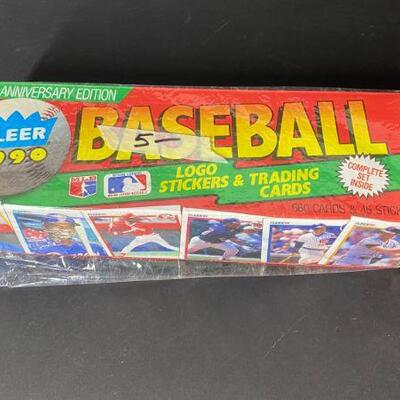 ANNIVERSARY EDITION
LEER
990
BASEBALL
5-
LOGO
STICKERS & TRADING
CARDS
COMPLETE
SET
INSIDE
660 CARDS & 45 STICK